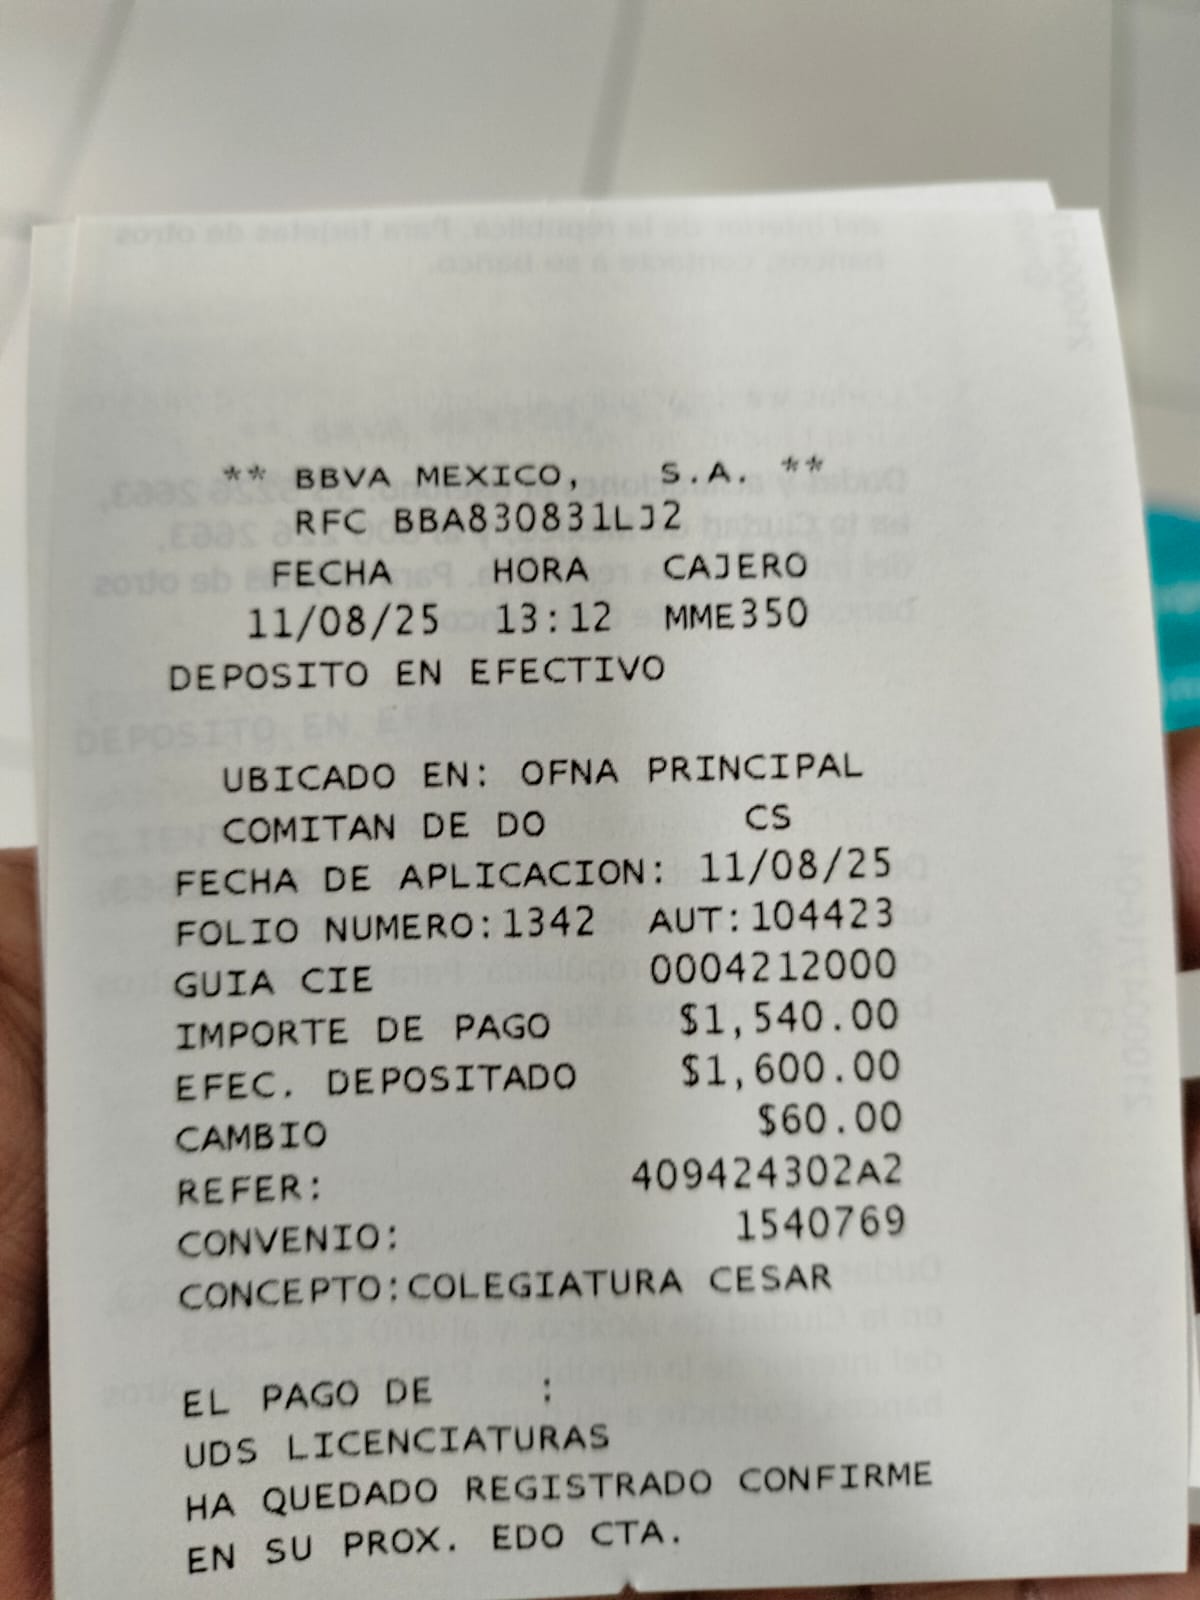 ** BBVA MEXICO, S.A. **
RFC BBA830831LJ2
FECHA HORA CAJERO
11/08/25 13:12 MME350
DEPOSITO EN EFECTIVO
UBICADO EN: OFNA PRINCIPAL
COMITAN DE DO CS
FECHA DE APLICACION: 11/08/25
FOLIO NUMERO:1342 AUT:104423
GUIA CIE 0004212000
IMPORTE DE PAGO $1,540.00
EFEC. DEPOSITADO $1,600.00
CAMBIO $60.00
REFER: 409424302A2
CONVENIO: 1540769
CONCEPTO:COLEGIATURA CESAR
EL PAGO DE :
UDS LICENCIATURAS
HA QUEDADO REGISTRADO CONFIRME
EN SU PROX. EDO CTA.